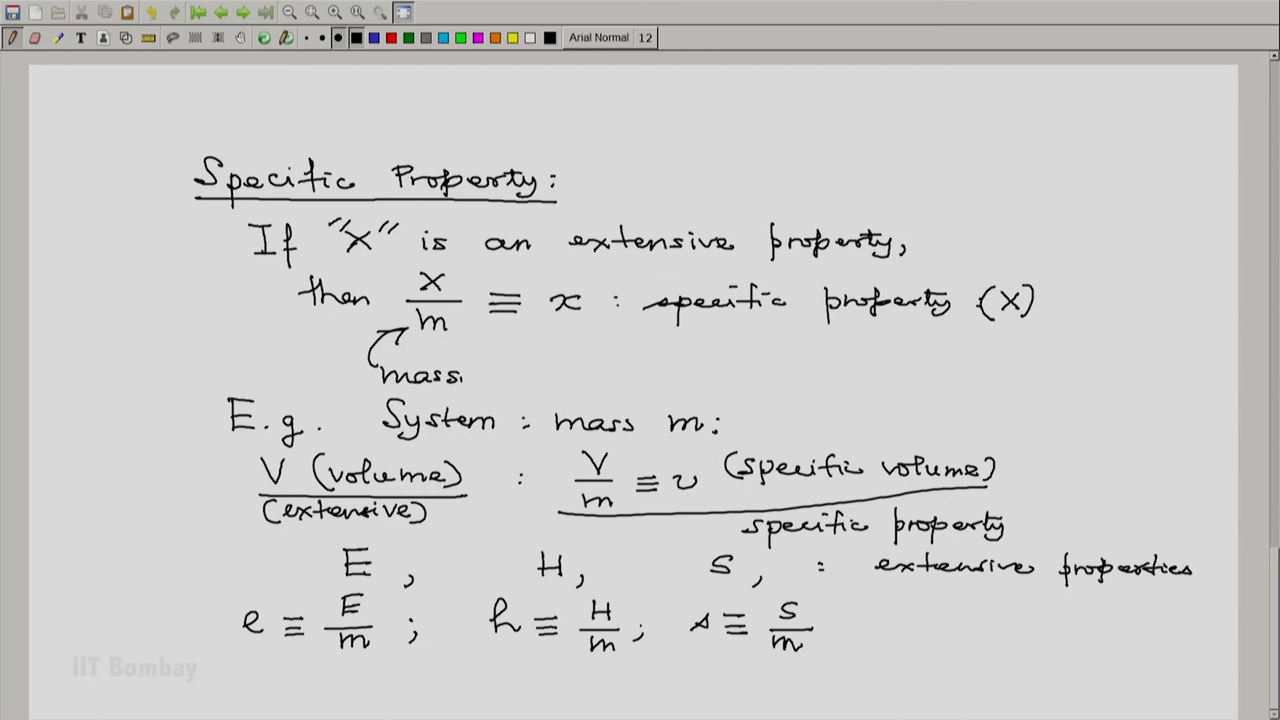 Arial Normal 12
Specific Property:
If "X" is an extensive property,
then X/m ≡ x : specific property (X)
mass.
E.g. System : mass m:
V (volume) : V/m ≡ v (specific volume)
(extensive) specific property
E, H, S, : extensive properties
e ≡ E/m ; h ≡ H/m ; s ≡ S/m
IIT Bombay